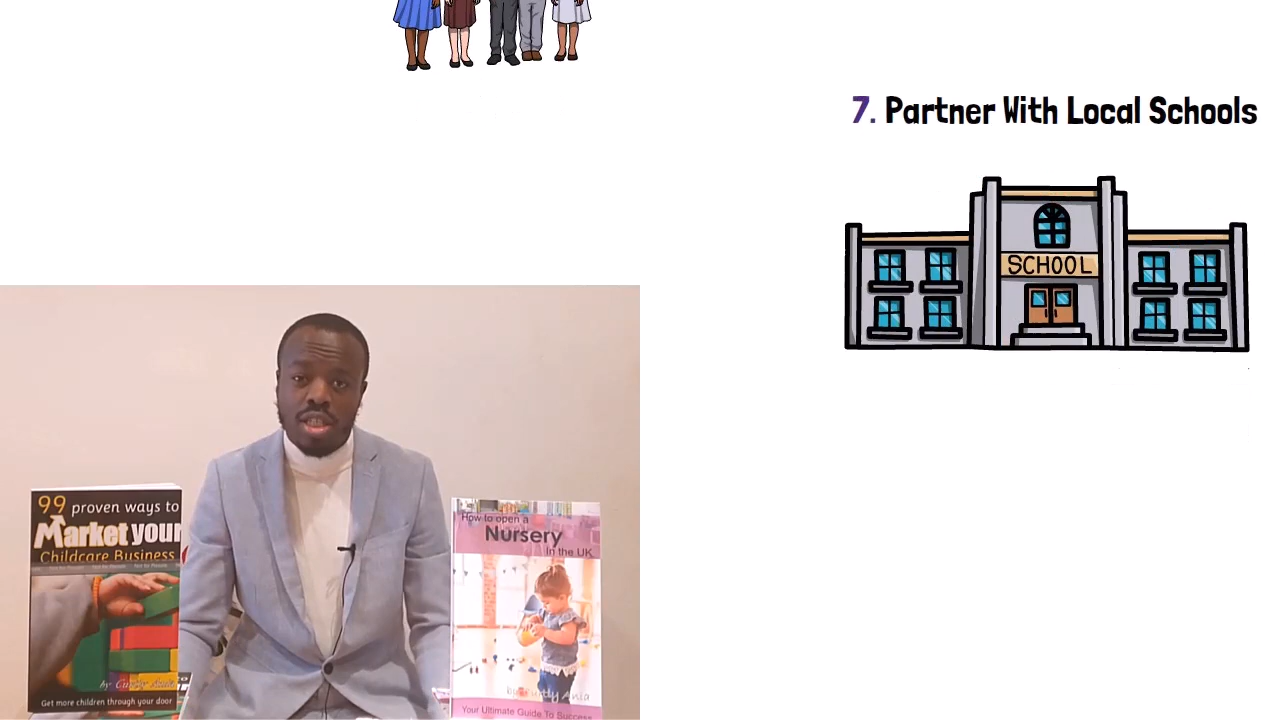 7. Partner With Local Schools
SCHOOL
99 proven ways to
Market your
Childcare Business
Get more children through your door
How to open a
Nursery
In the UK
Your Ultimate Guide To Success